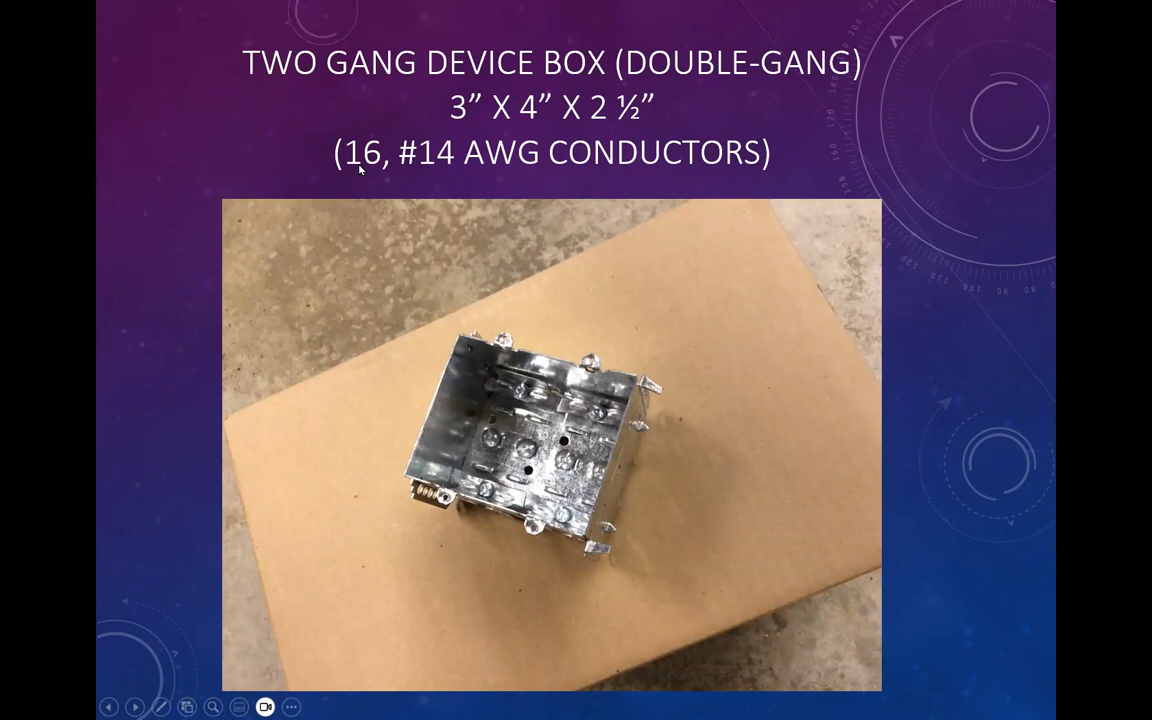 TWO GANG DEVICE BOX (DOUBLE-GANG)
3” X 4” X 2 ½”
(16, #14 AWG CONDUCTORS)